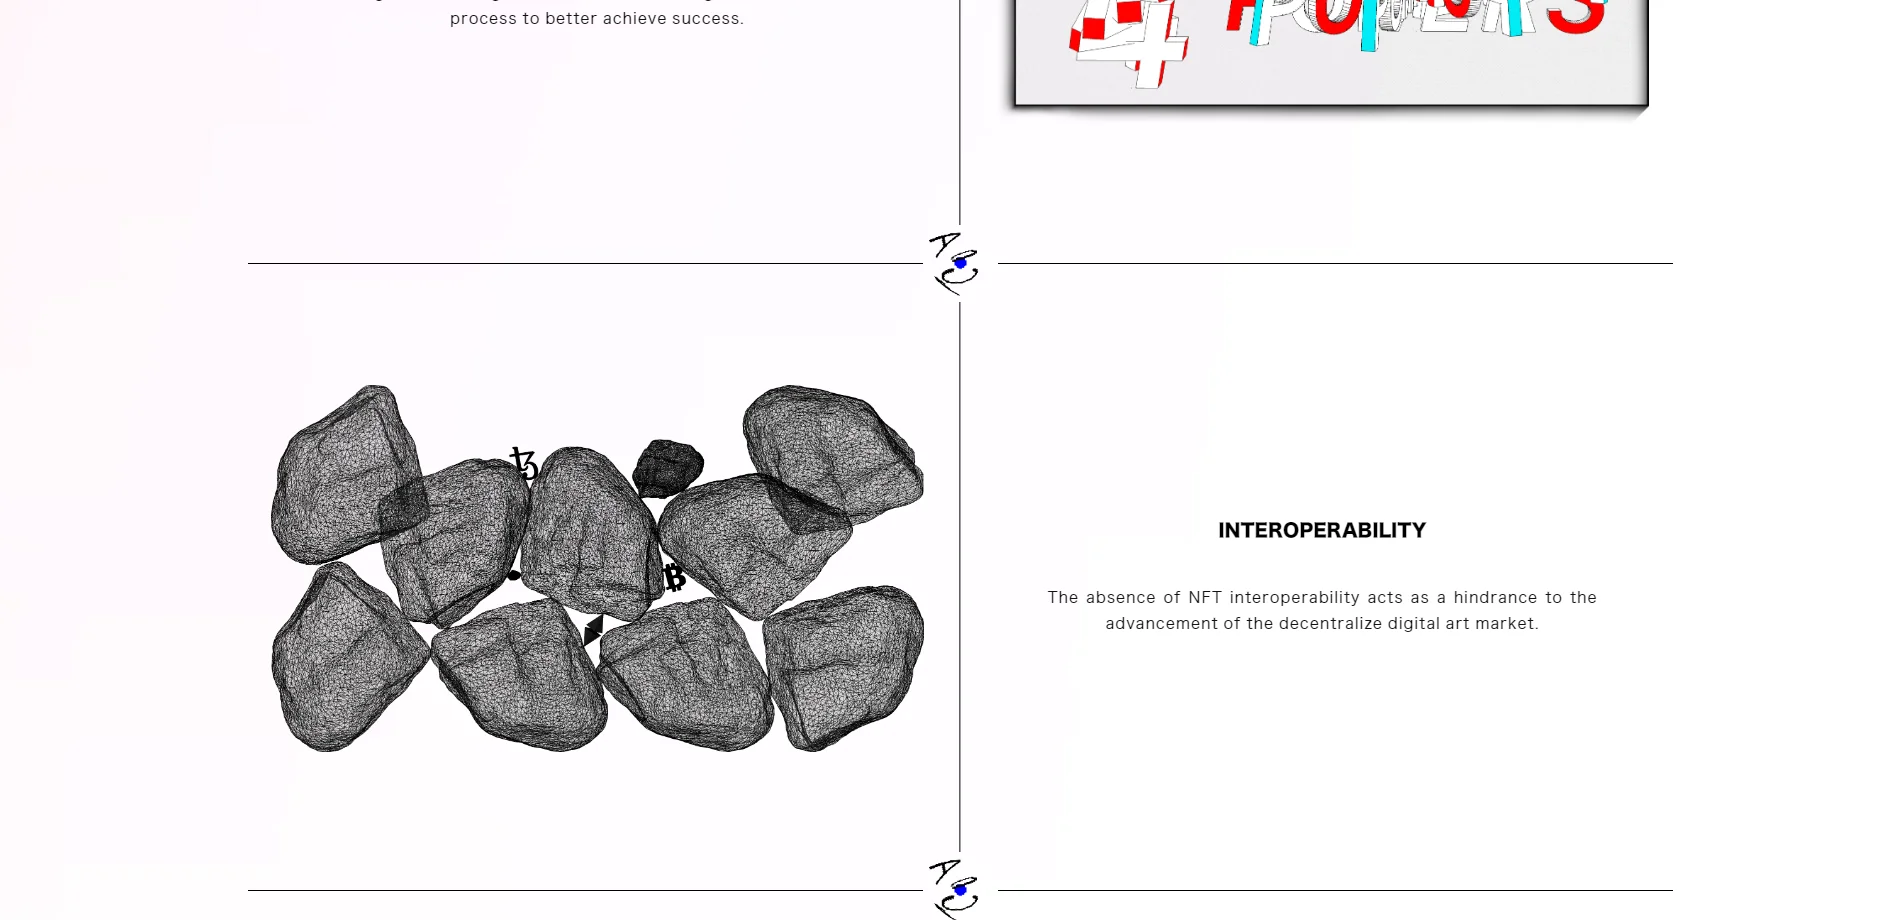 process to better achieve success.
4 POWERS
ꜩ
₿
INTEROPERABILITY
The absence of NFT interoperability acts as a hindrance to the
advancement of the decentralize digital art market.